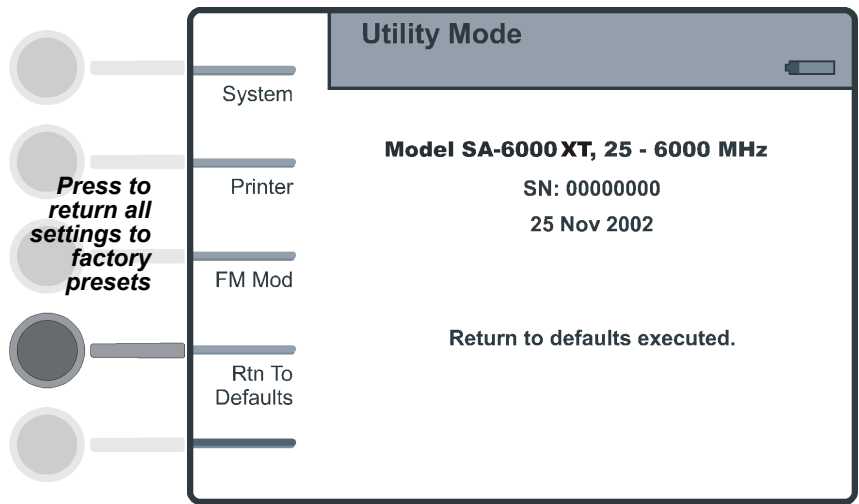 Utility Mode
System
Printer
FM Mod
Rtn To
Defaults
Press to
return all
settings to
factory
presets
Model SA-6000 XT, 25 - 6000 MHz
SN: 00000000
25 Nov 2002
Return to defaults executed.